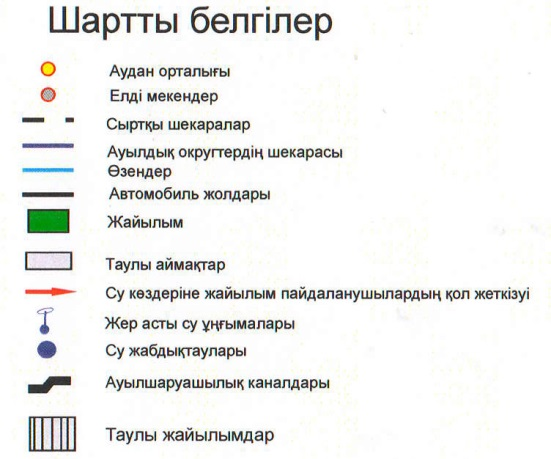 Шартты белгілер
Аудан орталығы
Елді мекендер
Сыртқы шекаралар
Ауылдық округтердің шекарасы
Өзендер
Автомобиль жолдары
Жайылым
Таулы аймақтар
Су көздеріне жайылым пайдаланушылардың қол жеткізуі
Жер асты су ұңғымалары
Су жабдықтаулары
Ауылшаруашылық каналдары
Таулы жайылымдар